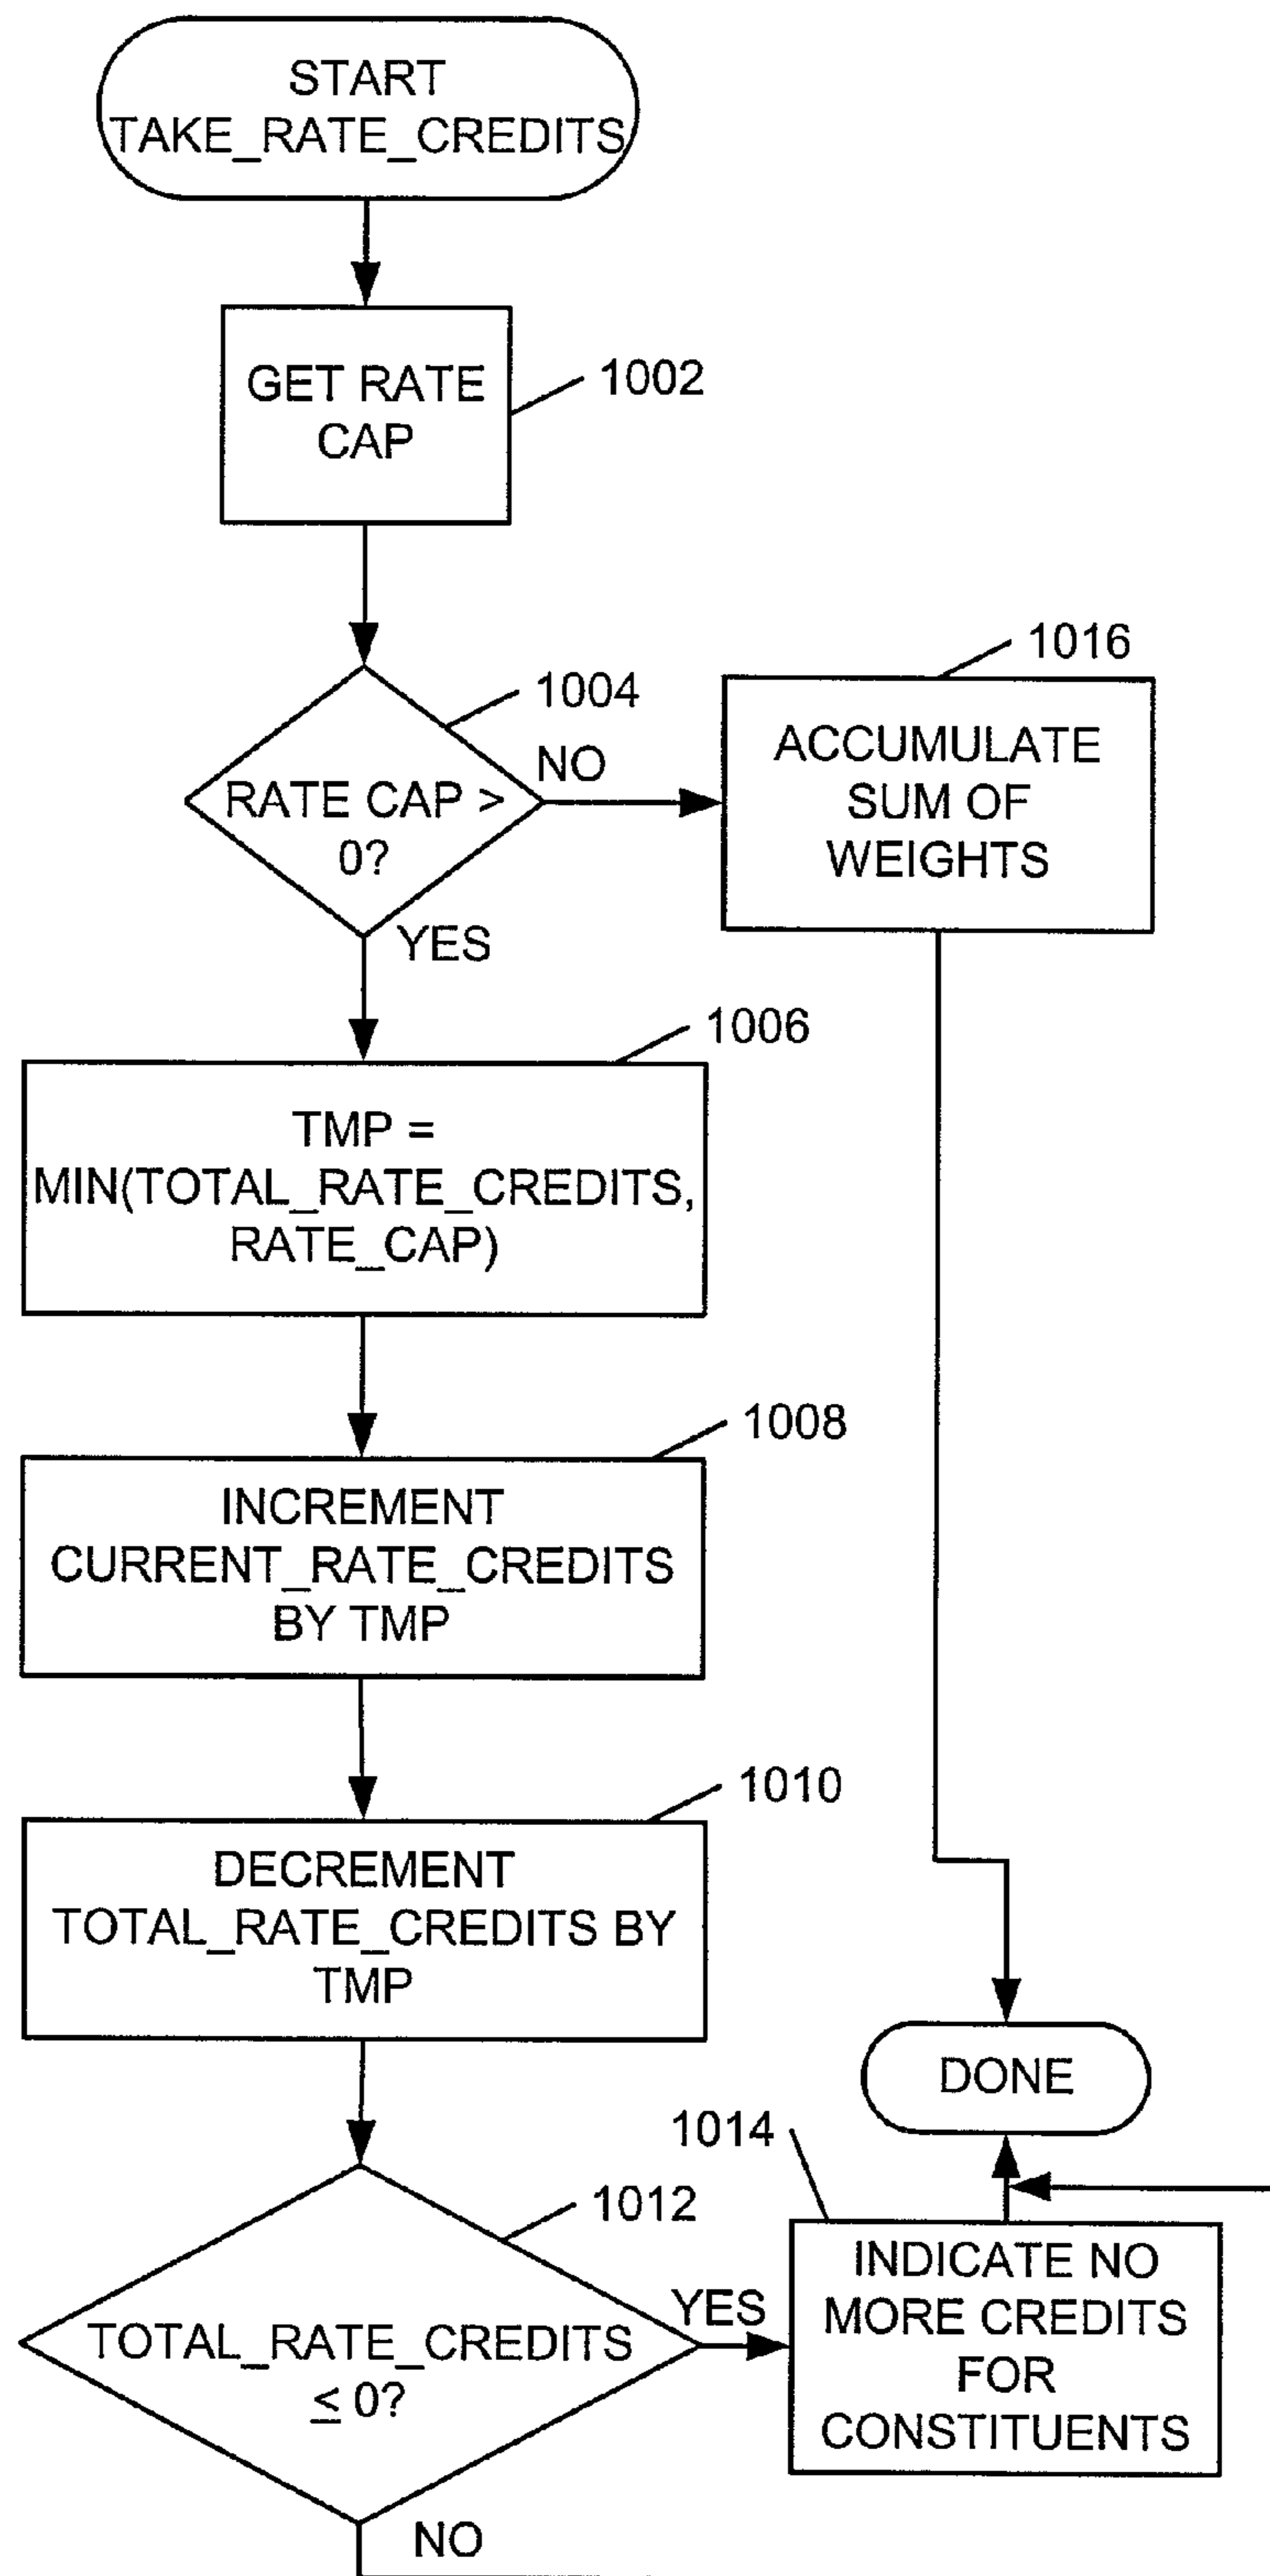 START
TAKE_RATE_CREDITS
GET RATE
CAP
1002
1004
RATE CAP >
0?
NO
YES
1016
ACCUMULATE
SUM OF
WEIGHTS
1006
TMP =
MIN(TOTAL_RATE_CREDITS,
RATE_CAP)
1008
INCREMENT
CURRENT_RATE_CREDITS
BY TMP
1010
DECREMENT
TOTAL_RATE_CREDITS BY
TMP
DONE
1012
TOTAL_RATE_CREDITS
≤ 0?
YES
NO
1014
INDICATE NO
MORE CREDITS
FOR
CONSTITUENTS